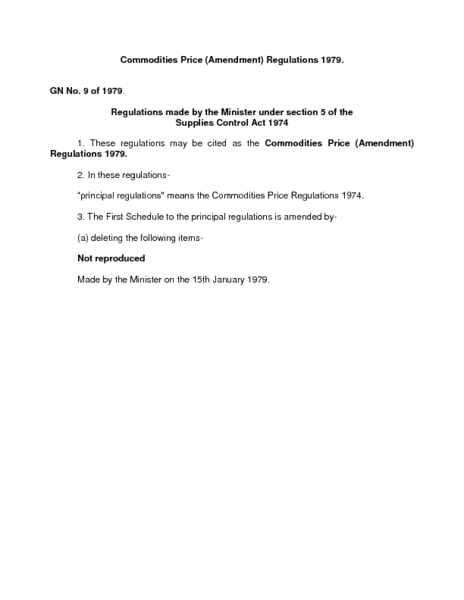 Commodities Price (Amendment) Regulations 1979.
GN No. 9 of 1979.
Regulations made by the Minister under section 5 of the
Supplies Control Act 1974
1. These regulations may be cited as the Commodities Price (Amendment)
Regulations 1979.
2. In these regulations-
"principal regulations" means the Commodities Price Regulations 1974.
3. The First Schedule to the principal regulations is amended by-
(a) deleting the following items-
Not reproduced
Made by the Minister on the 15th January 1979.